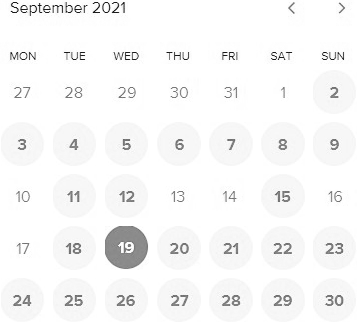 September 2021
MON TUE WED THU FRI SAT SUN
27 28 29 30 31 1 2
3 4 5 6 7 8 9
10 11 12 13 14 15 16
17 18 19 20 21 22 23
24 25 26 27 28 29 30